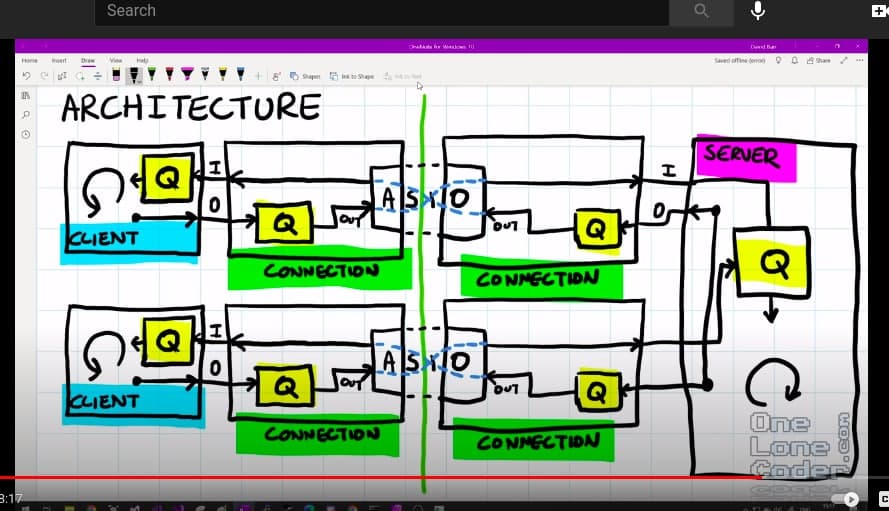 Search
OneNote for Windows 10
David Barr
Home Insert Draw View Help
Saved offline (error) Share
Shapes Ink to Shape Ink to Text
ARCHITECTURE
SERVER
Q I I
A S I O
O Q OUT OUT Q O
CLIENT
Q
CONNECTION CONNECTION
Q I
A S I O
O Q OUT OUT Q
CLIENT
CONNECTION CONNECTION
One
Lone
Coder
.com
8:17